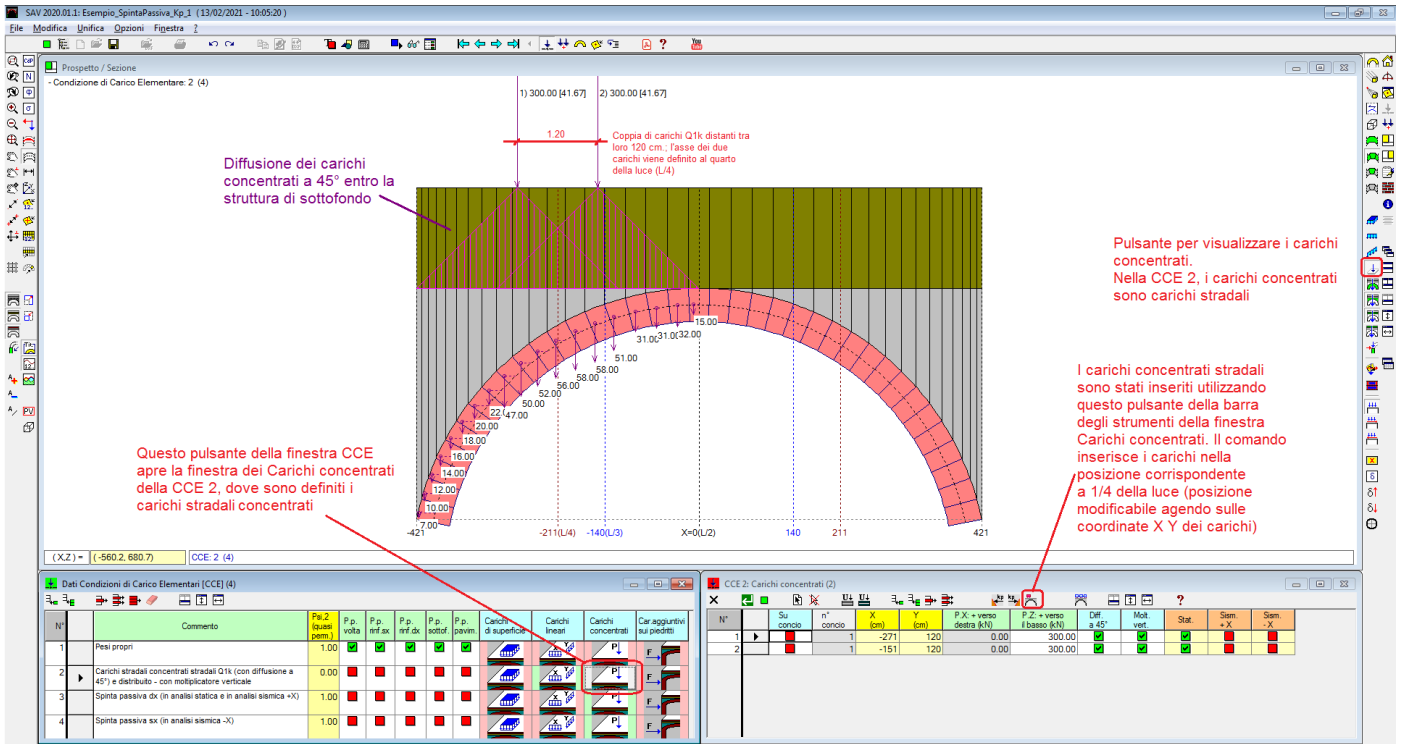 SAV 2020.01.1: Esempio_SpintaPassiva_Kp_1 ( 13/02/2021 - 10:05:20 )
File Modifica Unifica Opzioni Finestra ?
Prospetto / Sezione
- Condizione di Carico Elementare: 2 (4)
1) 300.00 [41.67] 2) 300.00 [41.67]
1.20
Coppia di carichi Q1k distanti tra
loro 120 cm.; l'asse dei due
carichi viene definito al quarto
della luce (L/4)
Diffusione dei carichi
concentrati a 45° entro la
struttura di sottofondo
Pulsante per visualizzare i carichi
concentrati.
Nella CCE 2, i carichi concentrati
sono carichi stradali
15.00
32.00
31.00
31.00
51.00
58.00
58.00
56.00
52.00
50.00
47.00
22.
20.00
18.00
16.00
14.00
12.00
10.00
7.00
I carichi concentrati stradali
sono stati inseriti utilizzando
questo pulsante della barra
degli strumenti della finestra
Carichi concentrati. Il comando
inserisce i carichi nella
posizione corrispondente
a 1/4 della luce (posizione
modificabile agendo sulle
coordinate X Y dei carichi)
Questo pulsante della finestra CCE
apre la finestra dei Carichi concentrati
della CCE 2, dove sono definiti i
carichi stradali concentrati
-421 -211(L/4) -140(L/3) X=0(L/2) 140 211 421
(X,Z) = ( -560.2, 680.7) CCE: 2 (4)
Dati Condizioni di Carico Elementari [CCE] (4)
N° Commento Psi,2 (quasi perm.) P.p. volta P.p. rinf.sx P.p. rinf.dx P.p. sottof. P.p. pavim. Carichi di superficie Carichi lineari Carichi concentrati Car.aggiuntivi sui piedritti
1 Pesi propri 1.00
2 Carichi stradali concentrati stradali Q1k (con diffusione a
45°) e distribuito - con moltiplicatore verticale 0.00
3 Spinta passiva dx (in analisi statica e in analisi sismica +X) 1.00
4 Spinta passiva sx (in analisi sismica -X) 1.00
CCE 2: Carichi concentrati (2)
N° Su concio n° concio X (cm) Y (cm) P.X: + verso destra (kN) P.Z: + verso il basso (kN) Diff. a 45° Molt. vert. Stat. Sism. + X Sism. - X
1 1 -271 120 0.00 300.00
2 1 -151 120 0.00 300.00